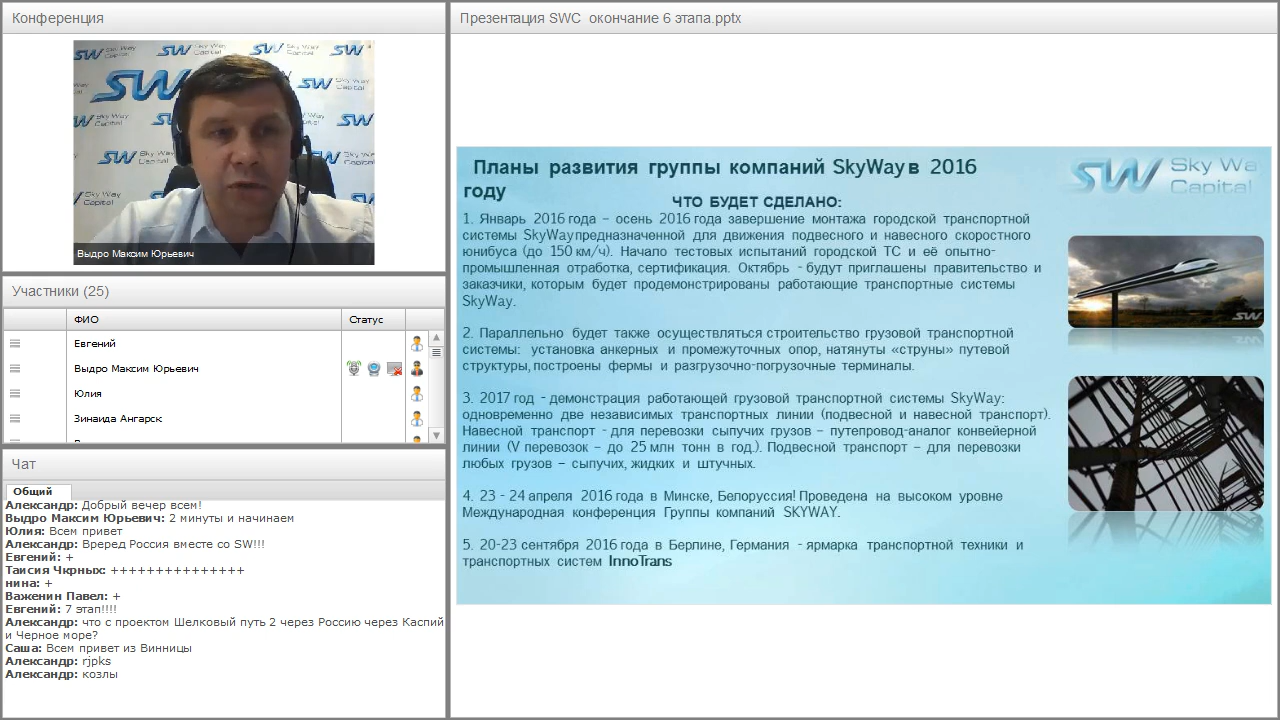 Конференция
Sky Way
Capital
SW
Выдро Максим Юрьевич
Участники (25)
ФИО
Статус
Евгений
Выдро Максим Юрьевич
Юлия
Зинаида Ангарск
Чат
Общий
Александр: Добрый вечер всем!
Выдро Максим Юрьевич: 2 минуты и начинаем
Юлия: Всем привет
Александр: Вреред Россия вместе со SW!!!
Евгений: +
Таисия Чкрных: +++++++++++++++
нина: +
Важенин Павел: +
Евгений: 7 этап!!!!
Александр: что с проектом Шелковый путь 2 через Россию через Каспий
и Черное море?
Саша: Всем привет из Винницы
Александр: rjpks
Александр: козлы
Презентация SWC окончание 6 этапа.pptx
Планы развития группы компаний SkyWay в 2016
году
ЧТО БУДЕТ СДЕЛАНО:
1. Январь 2016 года – осень 2016 года завершение монтажа городской транспортной
системы SkyWay предназначенной для движения подвесного и навесного скоростного
юнибуса (до 150 км/ч). Начало тестовых испытаний городской ТС и её опытно-
промышленная отработка, сертификация. Октябрь - будут приглашены правительство и
заказчики, которым будет продемонстрированы работающие транспортные системы
SkyWay.
2. Параллельно будет также осуществляться строительство грузовой транспортной
системы: установка анкерных и промежуточных опор, натянуты «струны» путевой
структуры, построены фермы и разгрузочно-погрузочные терминалы.
3. 2017 год - демонстрация работающей грузовой транспортной системы SkyWay:
одновременно две независимых транспортных линии (подвесной и навесной транспорт).
Навесной транспорт - для перевозки сыпучих грузов – путепровод-аналог конвейерной
линии (V перевозок – до 25 млн тонн в год.). Подвесной транспорт – для перевозки
любых грузов – сыпучих, жидких и штучных.
4. 23 - 24 апреля 2016 года в Минске, Белоруссия! Проведена на высоком уровне
Международная конференция Группы компаний SKYWAY.
5. 20-23 сентября 2016 года в Берлине, Германия - ярмарка транспортной техники и
транспортных систем InnoTrans
SW Sky Wa
Capital
SW